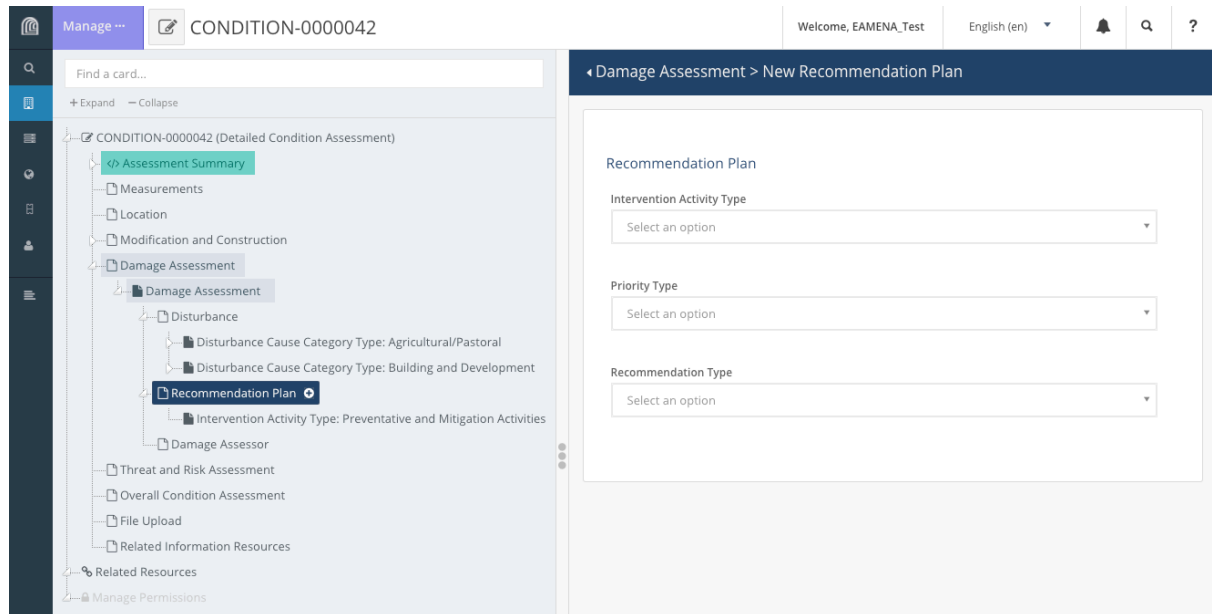 Manage ···
CONDITION-0000042
Welcome, EAMENA_Test
English (en)
?
Find a card...
+ Expand − Collapse
CONDITION-0000042 (Detailed Condition Assessment)
</> Assessment Summary
Measurements
Location
Modification and Construction
Damage Assessment
Damage Assessment
Disturbance
Disturbance Cause Category Type: Agricultural/Pastoral
Disturbance Cause Category Type: Building and Development
Recommendation Plan
Intervention Activity Type: Preventative and Mitigation Activities
Damage Assessor
Threat and Risk Assessment
Overall Condition Assessment
File Upload
Related Information Resources
Related Resources
Manage Permissions
Damage Assessment > New Recommendation Plan
Recommendation Plan
Intervention Activity Type
Select an option
Priority Type
Select an option
Recommendation Type
Select an option